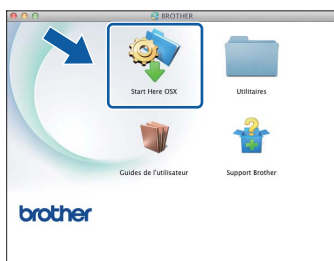 BROTHER
Start Here OSX
Utilitaires
Guides de l'utilisateur
Support Brother
brother